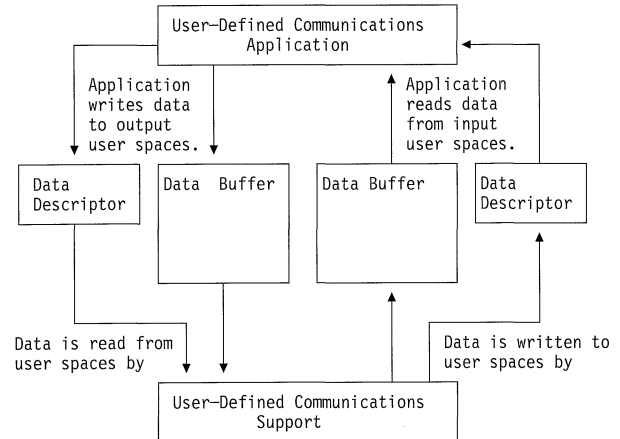 User—Defined Communications
Application
Application
writes data
to output
user spaces.
Application
reads data
from input
user spaces.
Data
Descriptor
Data Buffer
Data Buffer
Data
Descriptor
Data is read from
user spaces by
Data is written to
user spaces by
User—Defined Communications
Support